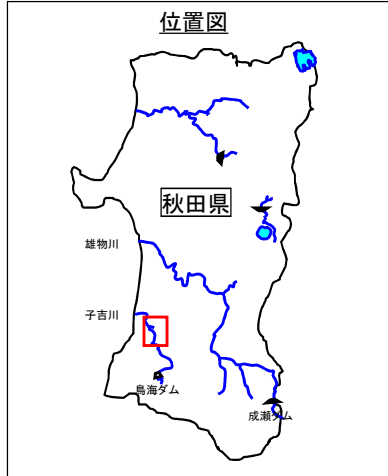 位置図
秋田県
雄物川
子吉川
鳥海ダム
成瀬ダム